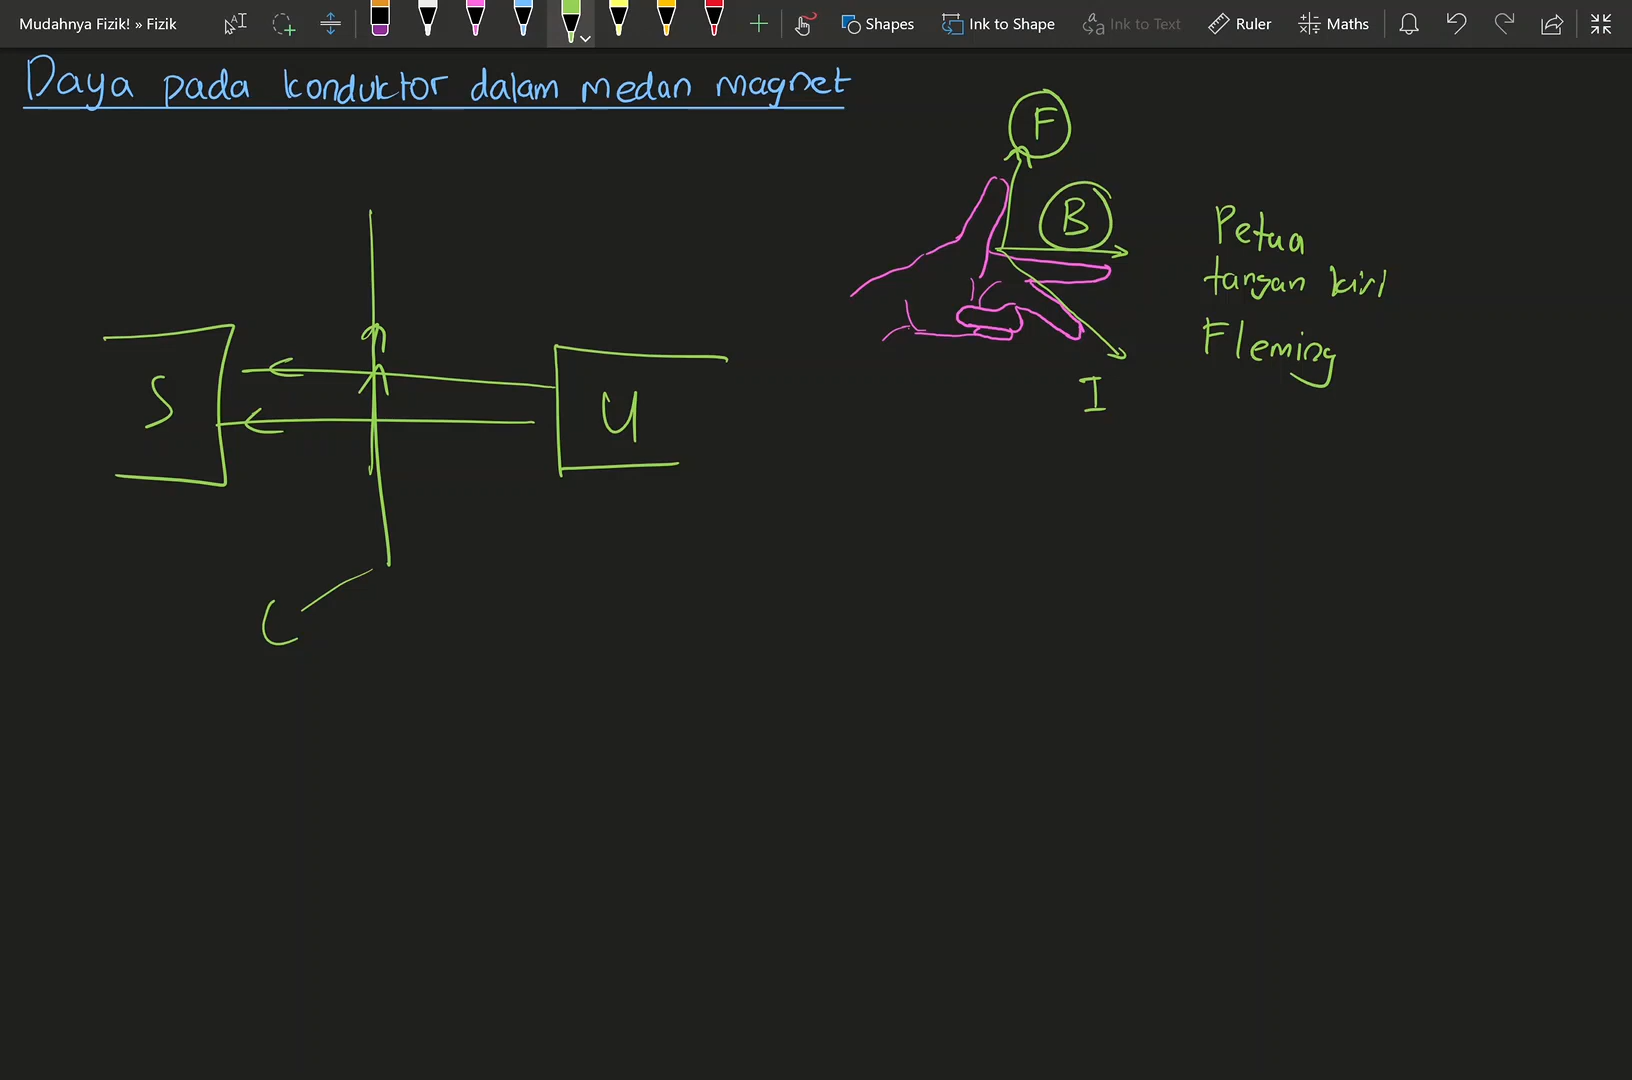 Mudahnya Fizik! » Fizik
Shapes
Ink to Shape
Ink to Text
Ruler
Maths
Daya pada konduktor dalam medan magnet
F
B
I
Petua
tangan kiri
Fleming
S
U
C